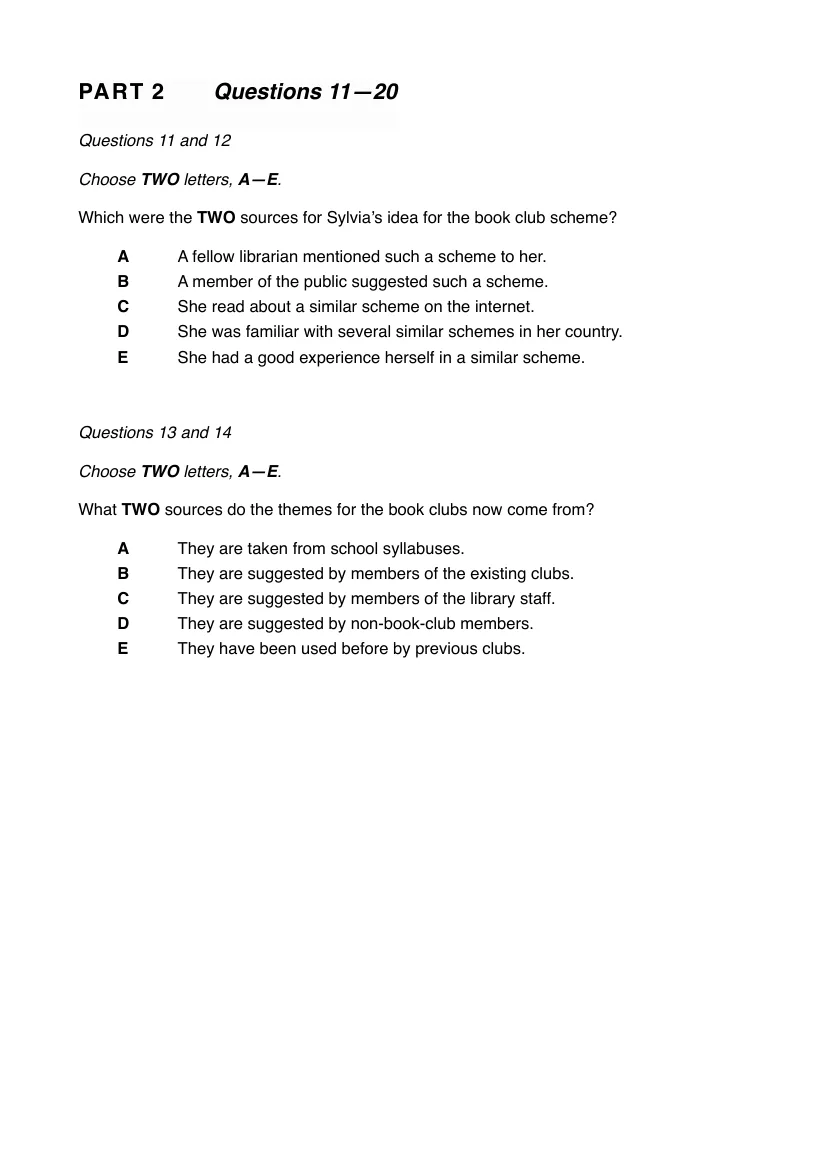 PART 2 Questions 11—20
Questions 11 and 12
Choose TWO letters, A—E.
Which were the TWO sources for Sylvia's idea for the book club scheme?
A A fellow librarian mentioned such a scheme to her.
B A member of the public suggested such a scheme.
C She read about a similar scheme on the internet.
D She was familiar with several similar schemes in her country.
E She had a good experience herself in a similar scheme.
Questions 13 and 14
Choose TWO letters, A—E.
What TWO sources do the themes for the book clubs now come from?
A They are taken from school syllabuses.
B They are suggested by members of the existing clubs.
C They are suggested by members of the library staff.
D They are suggested by non-book-club members.
E They have been used before by previous clubs.